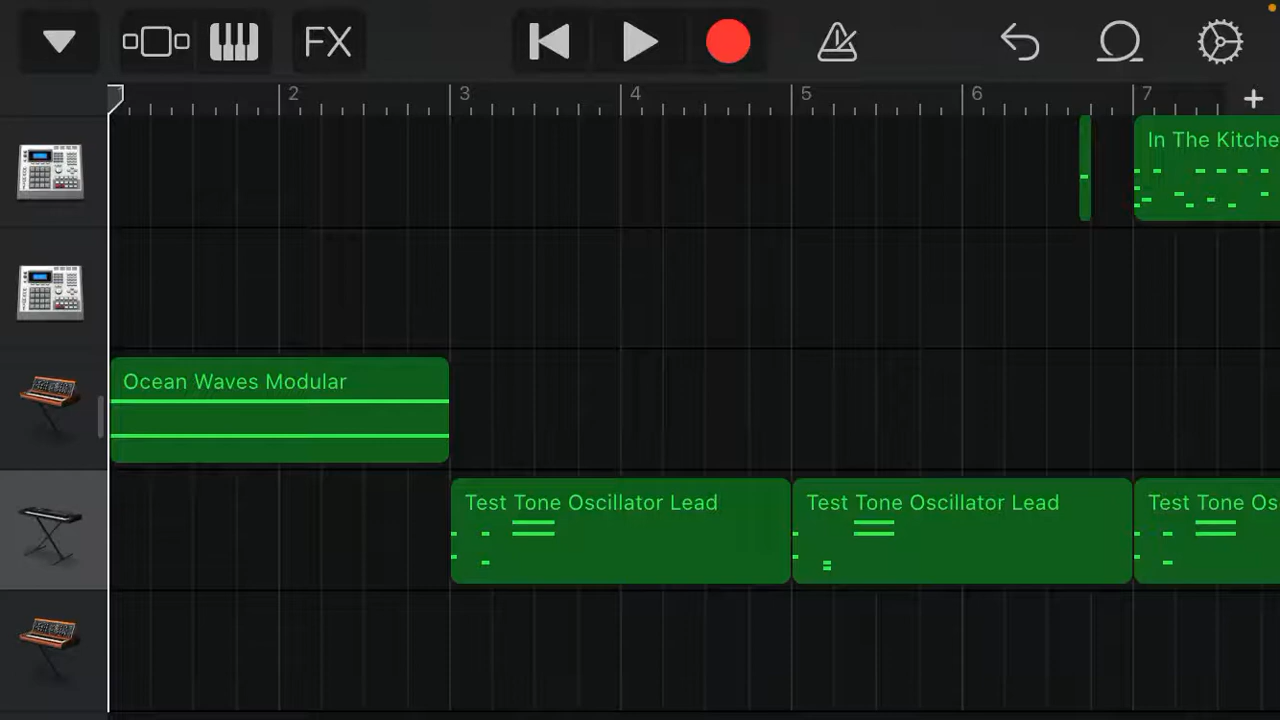 FX
2 3 4 5 6 7
In The Kitche
Ocean Waves Modular
Test Tone Oscillator Lead Test Tone Oscillator Lead Test Tone Os